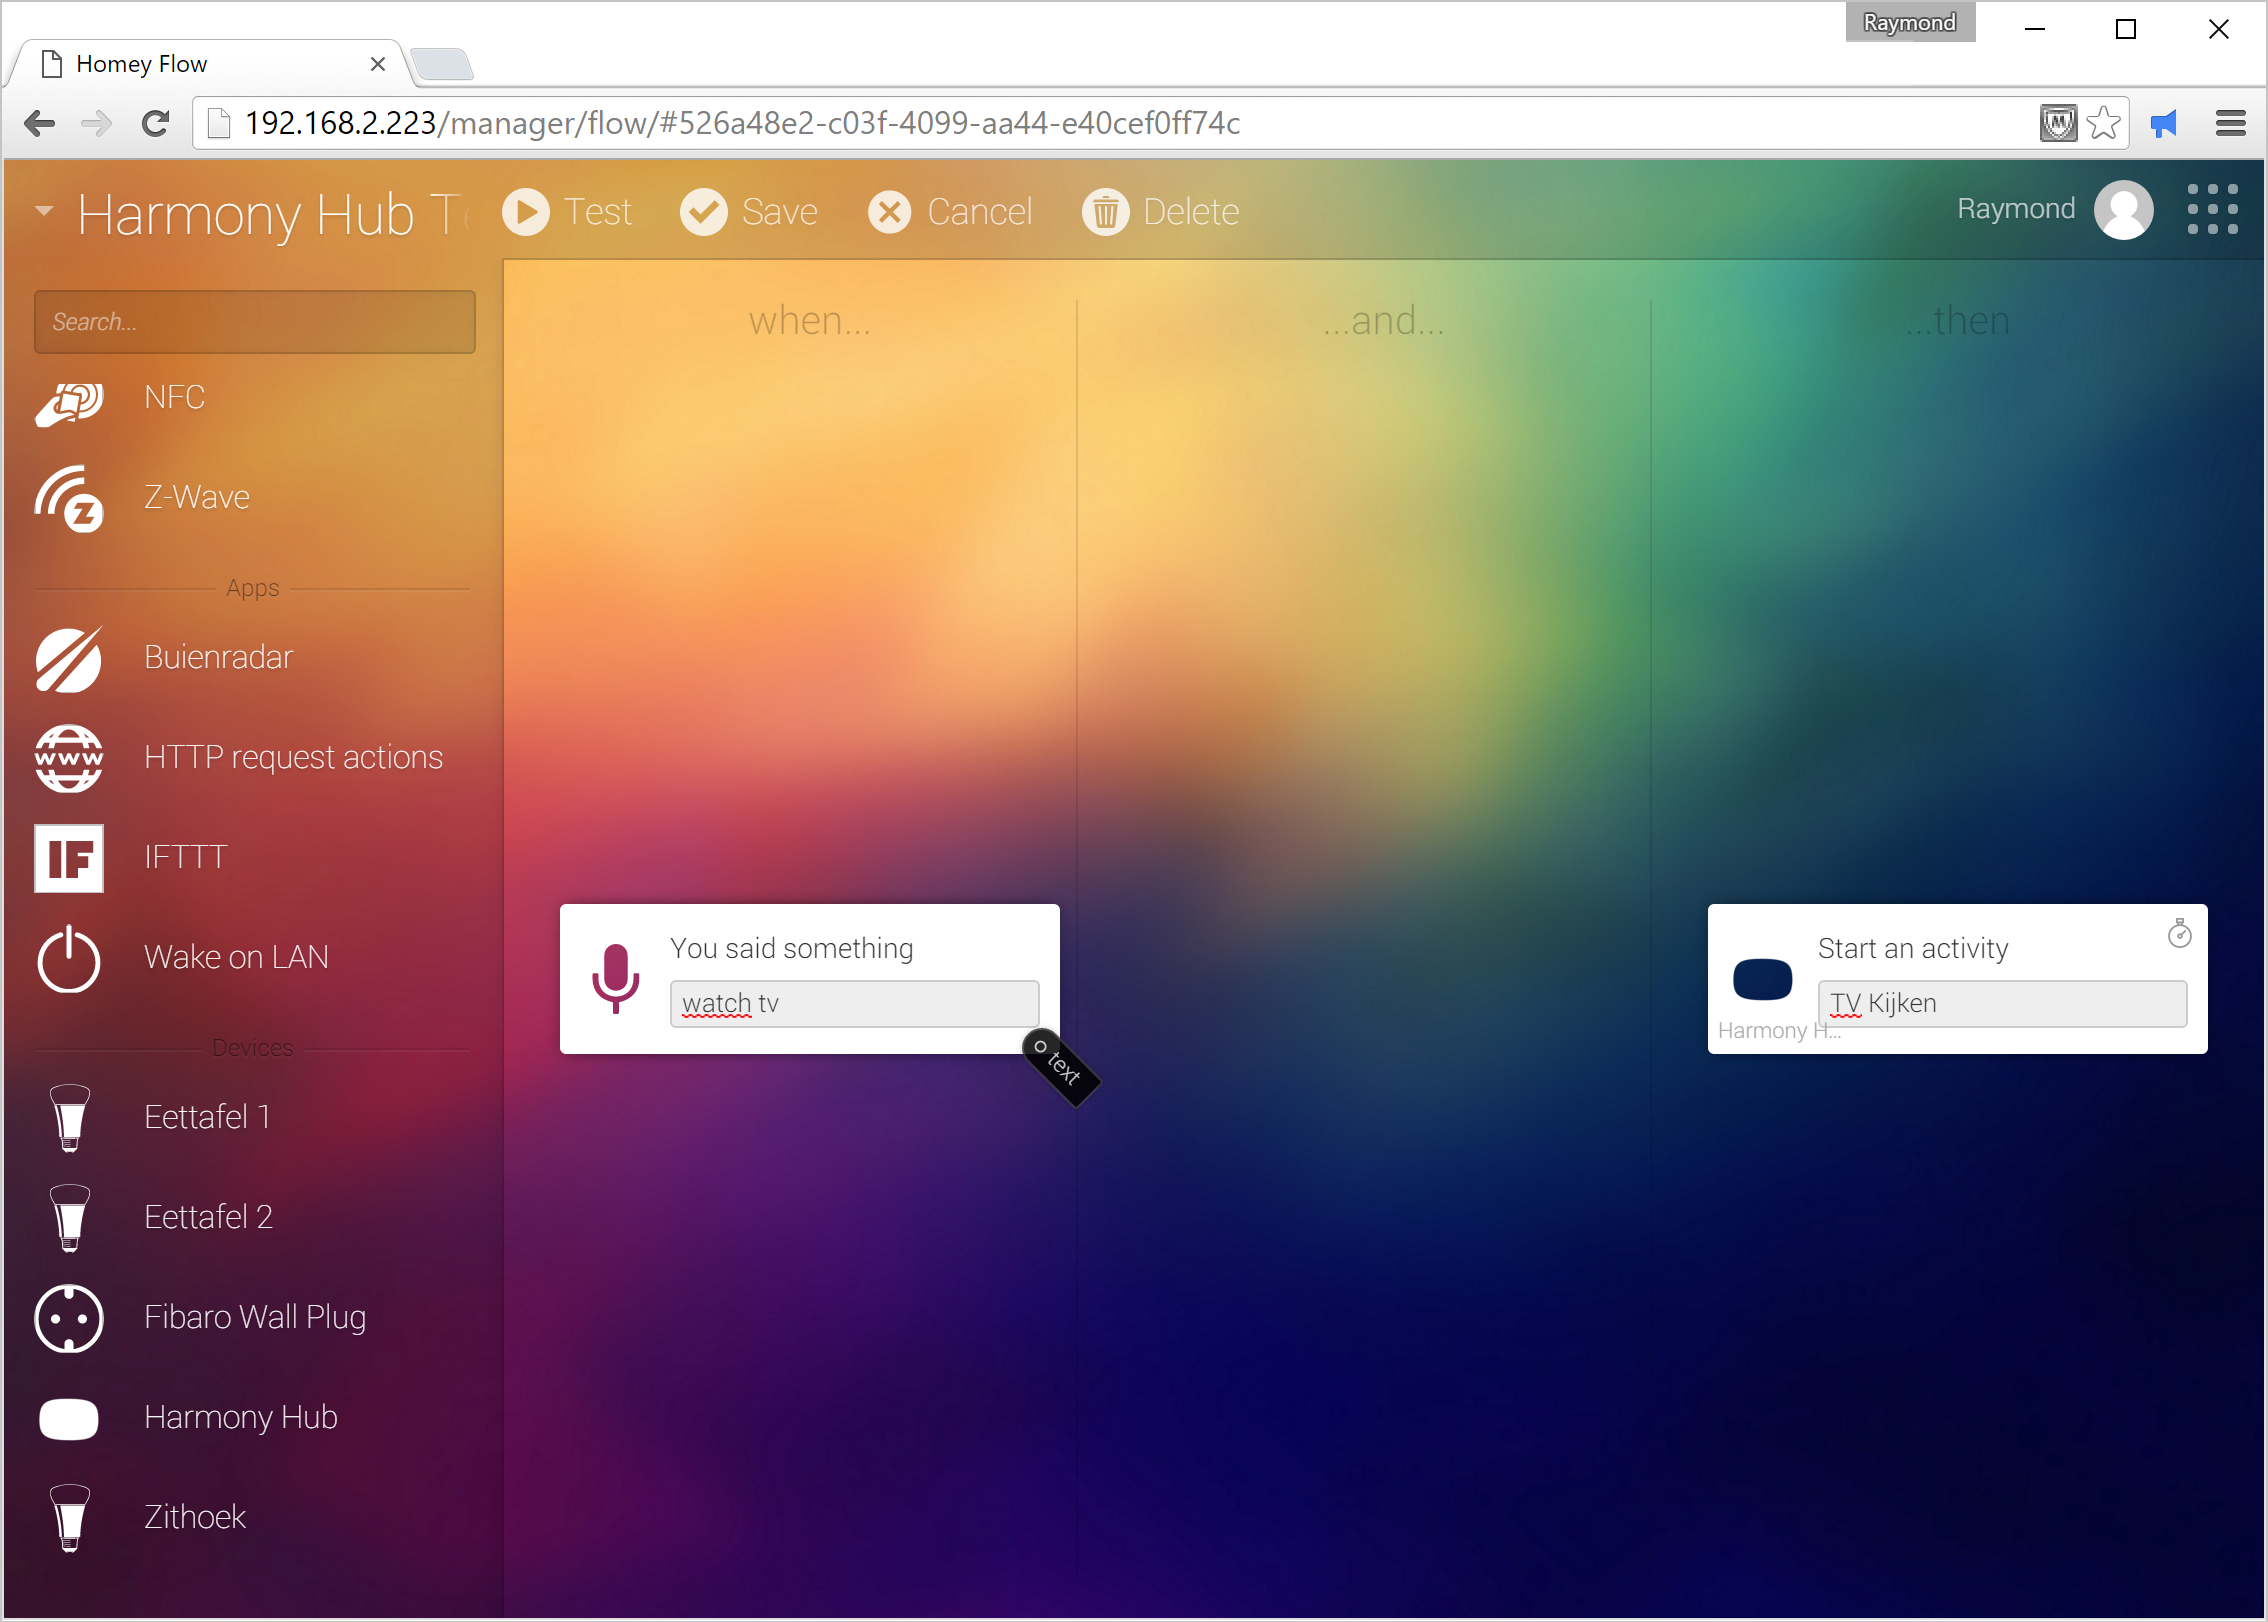 Raymond
Homey Flow
192.168.2.223/manager/flow/#526a48e2-c03f-4099-aa44-e40cef0ff74c
Harmony Hub T
Test
Save
Cancel
Delete
Raymond
Search...
NFC
Z-Wave
Apps
Buienradar
WWW
HTTP request actions
IF
IFTTT
Wake on LAN
Devices
Eettafel 1
Eettafel 2
Fibaro Wall Plug
Harmony Hub
Zithoek
when...
...and...
...then
You said something
watch tv
text
Start an activity
TV Kijken
Harmony H...